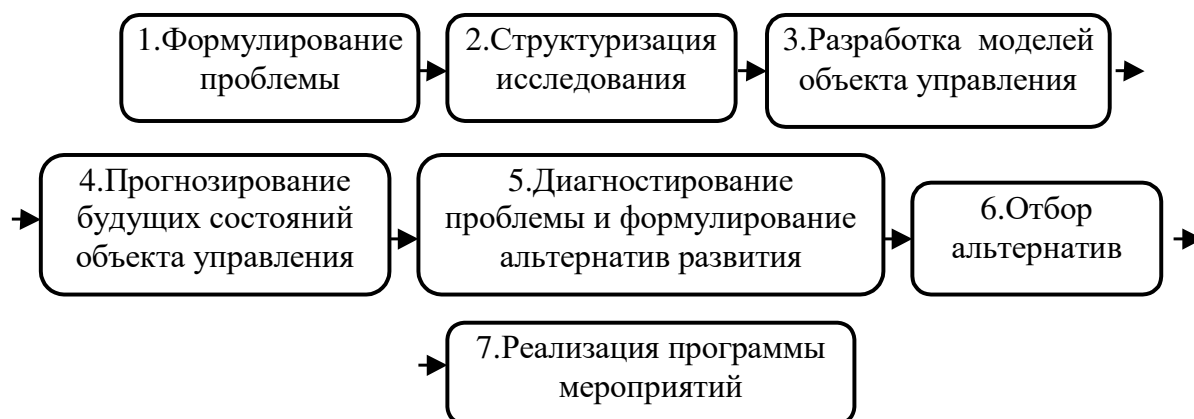 1.Формулирование
проблемы
2.Структуризация
исследования
3.Разработка моделей
объекта управления
4.Прогнозирование
будущих состояний
объекта управления
5.Диагностирование
проблемы и формулирование
альтернатив развития
6.Отбор
альтернатив
7.Реализация программы
мероприятий